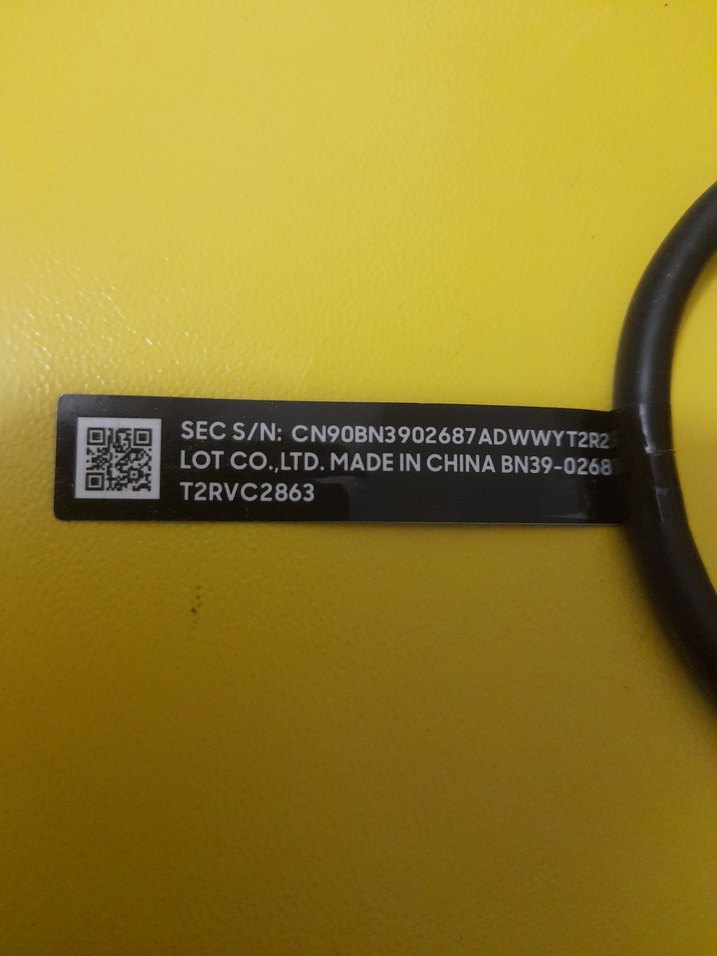 SEC S/N: CN90BN3902687ADWWYT2R2
LOT CO.,LTD. MADE IN CHINA BN39-0268
T2RVC2863